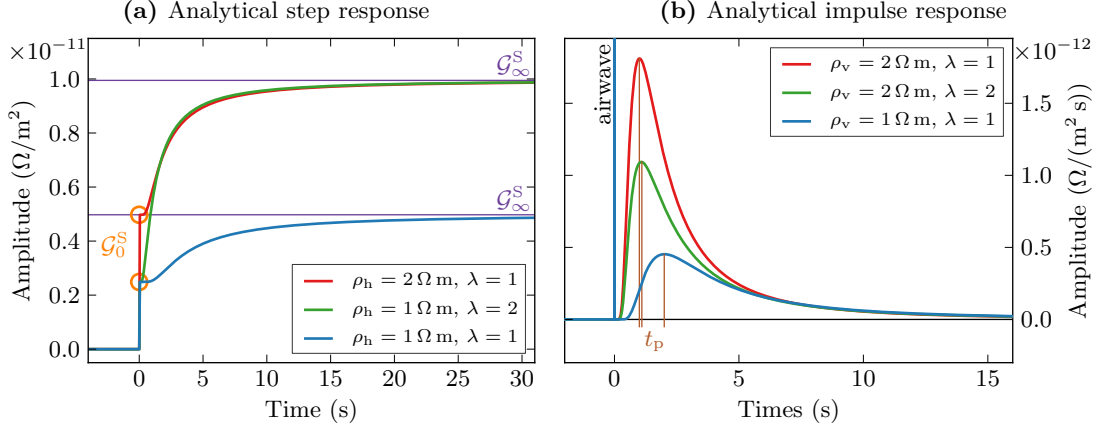 (a) Analytical step response
×10⁻¹¹
Amplitude (Ω/m²)
1.0
0.8
0.6
0.4
0.2
0.0
0
5
10
15
20
25
30
Time (s)
𝒢_∞^S
𝒢_∞^S
𝒢_0^S
ρ_h = 2 Ω m, λ = 1
ρ_h = 1 Ω m, λ = 2
ρ_h = 1 Ω m, λ = 1
(b) Analytical impulse response
×10⁻¹²
airwave
ρ_v = 2 Ω m, λ = 1
ρ_v = 2 Ω m, λ = 2
ρ_v = 1 Ω m, λ = 1
1.5
1.0
0.5
0.0
Amplitude (Ω/(m² s))
t_p
0
5
10
15
Times (s)